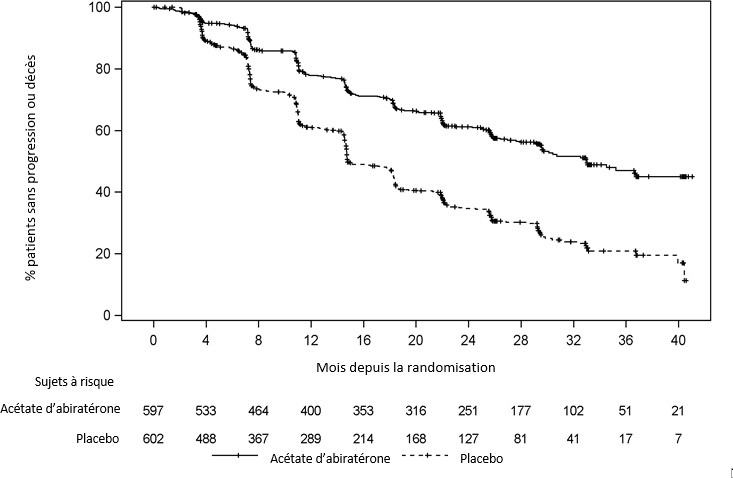 % patients sans progression ou décès
100
80
60
40
20
0
0 4 8 12 16 20 24 28 32 36 40
Mois depuis la randomisation
Sujets à risque
Acétate d’abiratérone 597 533 464 400 353 316 251 177 102 51 21
Placebo 602 488 367 289 214 168 127 81 41 17 7
Acétate d’abiratérone Placebo